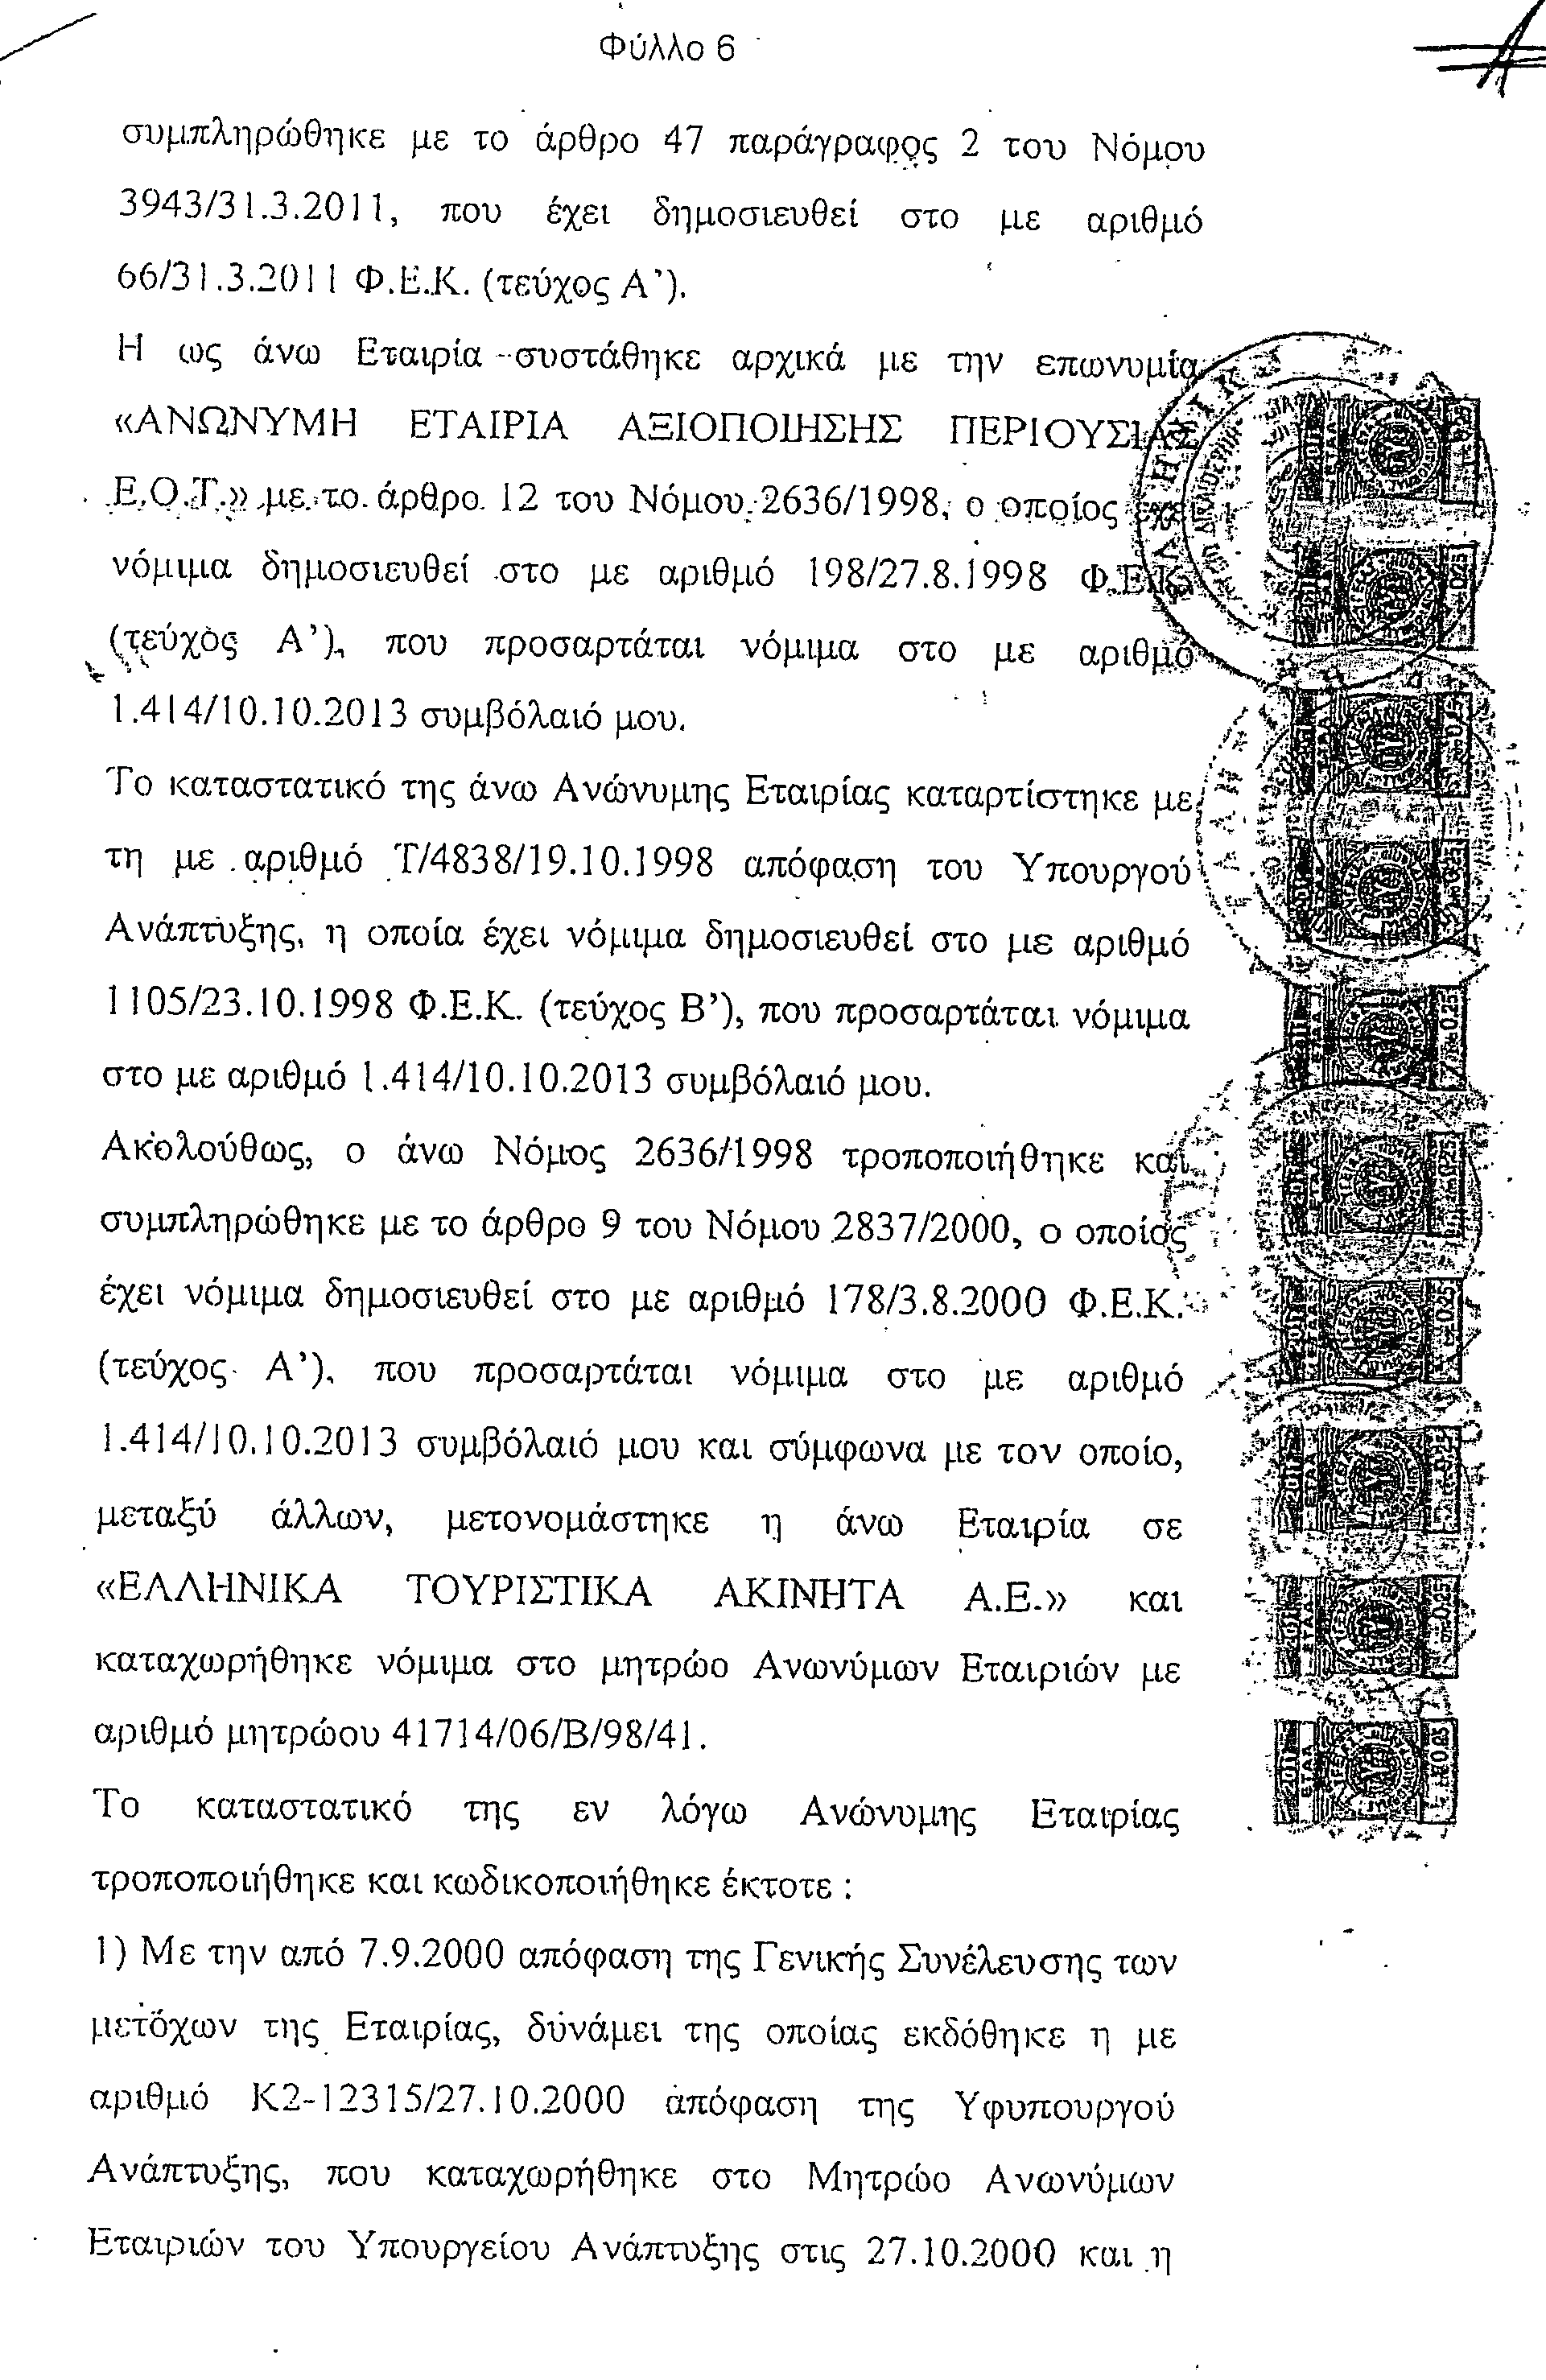 Φύλλο 6
συμπληρώθηκε με το άρθρο 47 παράγραφος 2 του Νόμου
3943/31.3.2011, που έχει δημοσιευθεί στο με αριθμό
66/31.3.2011 Φ.Ε.Κ. (τεύχος Α').
Η ως άνω Εταιρία συστάθηκε αρχικά με την επωνυμία
«ΑΝΩΝΥΜΗ ΕΤΑΙΡΙΑ ΑΞΙΟΠΟΙΗΣΗΣ ΠΕΡΙΟΥΣΙΑΣ
Ε.Ο.Τ.» με το άρθρο 12 του Νόμου 2636/1998, ο οποίος έχει
νόμιμα δημοσιευθεί στο με αριθμό 198/27.8.1998 Φ.Ε.Κ.
(τεύχος Α'), που προσαρτάται νόμιμα στο με αριθμό
1.414/10.10.2013 συμβόλαιό μου.
Το καταστατικό της άνω Ανώνυμης Εταιρίας καταρτίστηκε με
τη με αριθμό Τ/4838/19.10.1998 απόφαση του Υπουργού
Ανάπτυξης, η οποία έχει νόμιμα δημοσιευθεί στο με αριθμό
1105/23.10.1998 Φ.Ε.Κ. (τεύχος Β'), που προσαρτάται νόμιμα
στο με αριθμό 1.414/10.10.2013 συμβόλαιό μου.
Ακολούθως, ο άνω Νόμος 2636/1998 τροποποιήθηκε και
συμπληρώθηκε με το άρθρο 9 του Νόμου 2837/2000, ο οποίος
έχει νόμιμα δημοσιευθεί στο με αριθμό 178/3.8.2000 Φ.Ε.Κ.
(τεύχος Α'), που προσαρτάται νόμιμα στο με αριθμό
1.414/10.10.2013 συμβόλαιό μου και σύμφωνα με τον οποίο,
μεταξύ άλλων, μετονομάστηκε η άνω Εταιρία σε
«ΕΛΛΗΝΙΚΑ ΤΟΥΡΙΣΤΙΚΑ ΑΚΙΝΗΤΑ Α.Ε.» και
καταχωρήθηκε νόμιμα στο μητρώο Ανωνύμων Εταιριών με
αριθμό μητρώου 41714/06/Β/98/41.
Το καταστατικό της εν λόγω Ανώνυμης Εταιρίας
τροποποιήθηκε και κωδικοποιήθηκε έκτοτε :
1) Με την από 7.9.2000 απόφαση της Γενικής Συνέλευσης των
μετόχων της Εταιρίας, δυνάμει της οποίας εκδόθηκε η με
αριθμό Κ2-12315/27.10.2000 απόφαση της Υφυπουργού
Ανάπτυξης, που καταχωρήθηκε στο Μητρώο Ανωνύμων
Εταιριών του Υπουργείου Ανάπτυξης στις 27.10.2000 και η